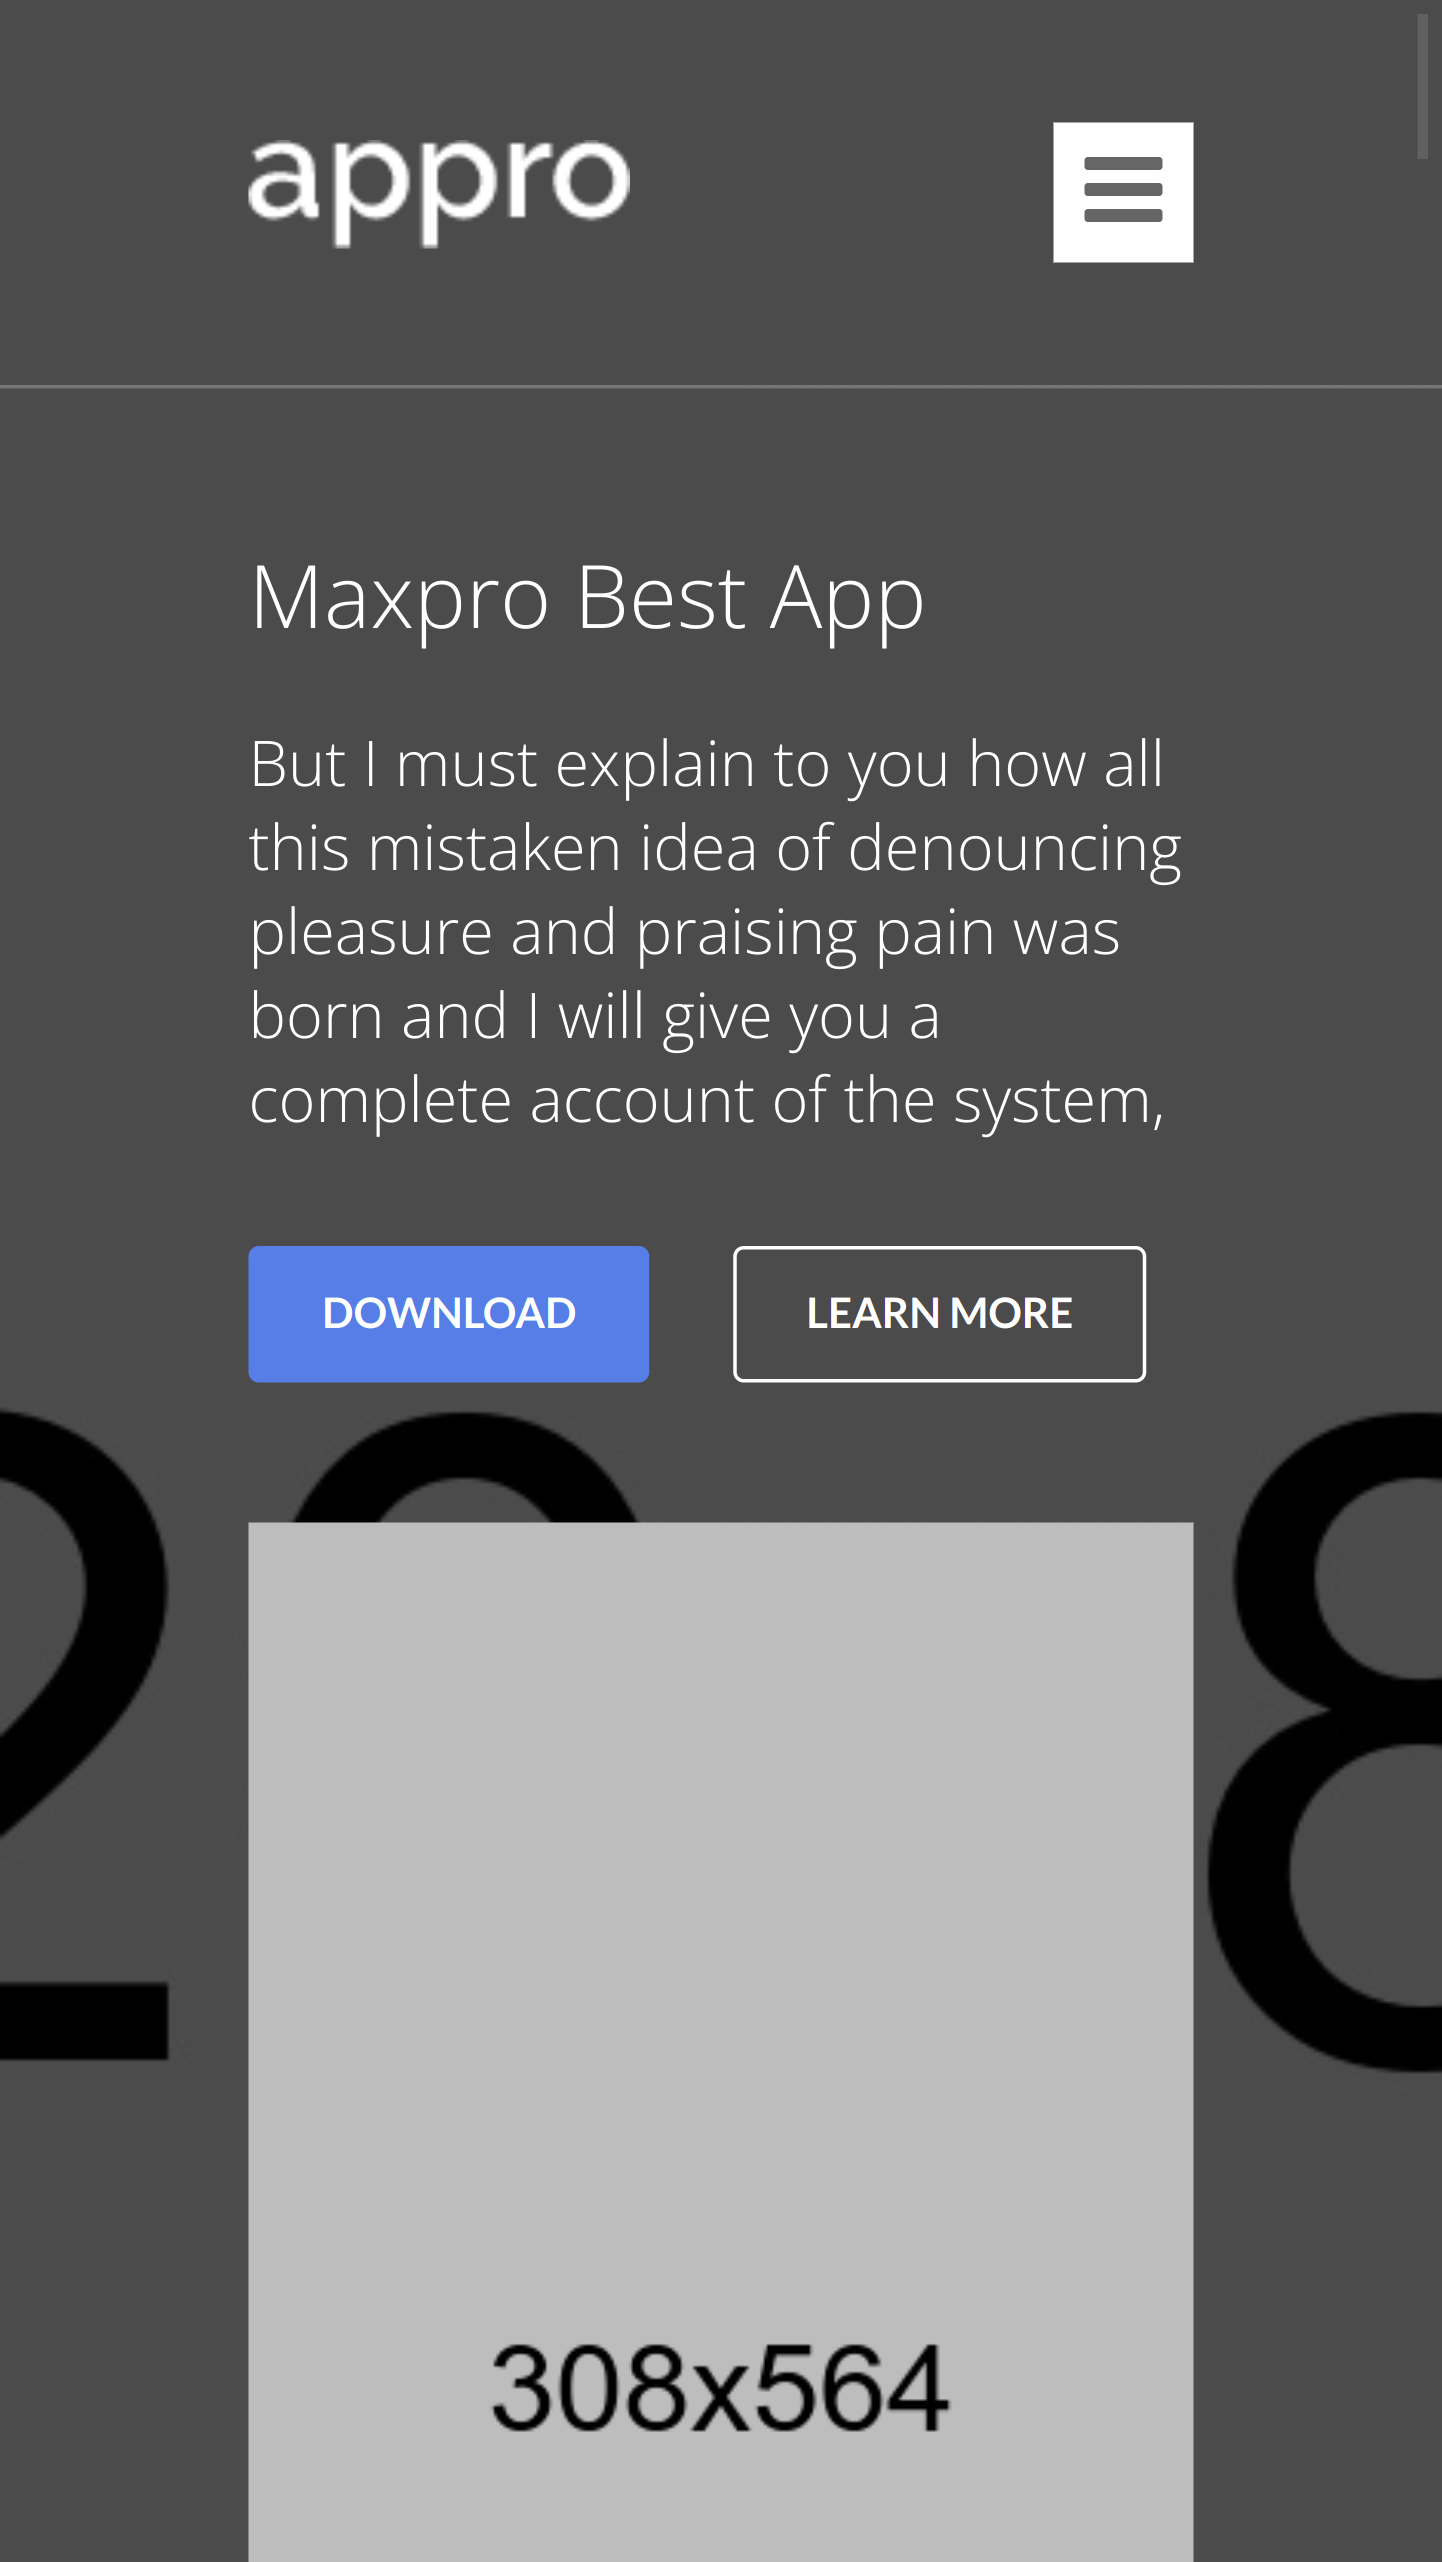 appro
Maxpro Best App
But I must explain to you how all
this mistaken idea of denouncing
pleasure and praising pain was
born and I will give you a
complete account of the system,
DOWNLOAD
LEARN MORE
308x564